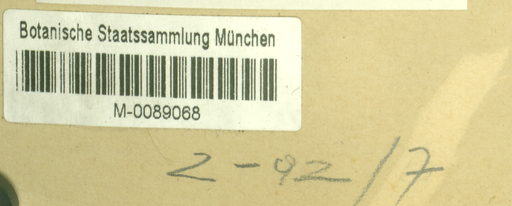 Botanische Staatssammlung München
M-0089068
2-92/7